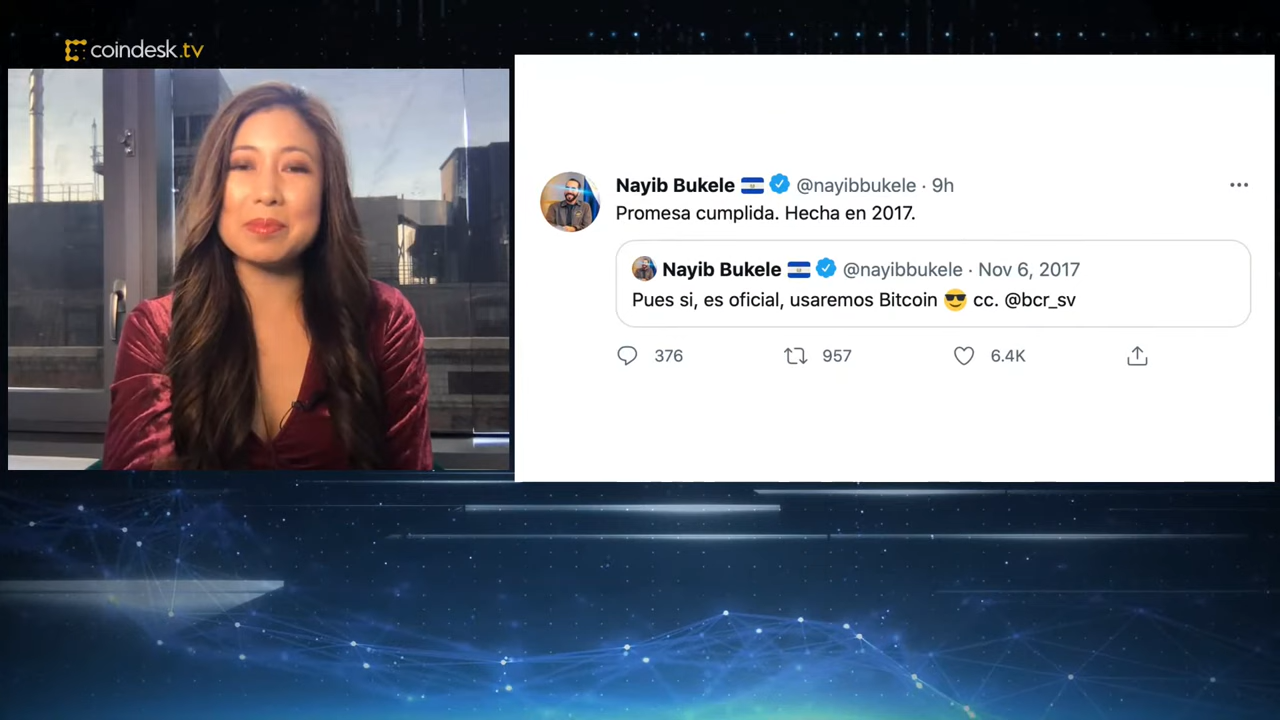 coindesk.tv
Nayib Bukele 🇸🇻 @nayibbukele · 9h
Promesa cumplida. Hecha en 2017.
Nayib Bukele 🇸🇻 @nayibbukele · Nov 6, 2017
Pues si, es oficial, usaremos Bitcoin 😎 cc. @bcr_sv
376 957 6.4K